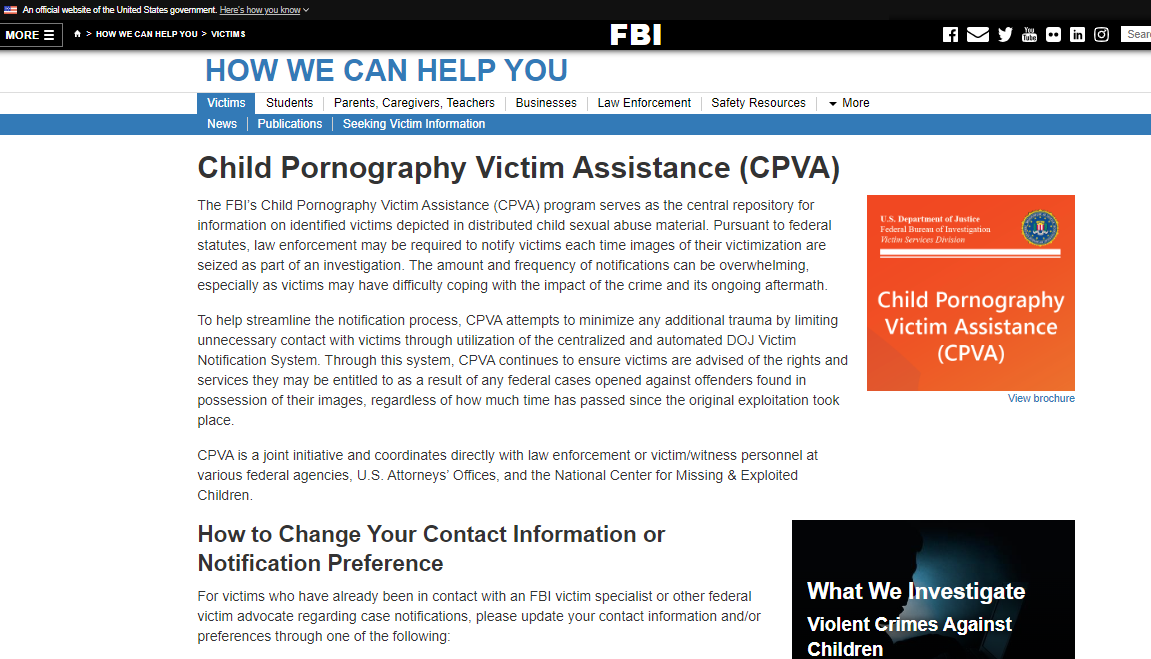 An official website of the United States government. Here's how you know
MORE
> HOW WE CAN HELP YOU > VICTIMS
FBI
You
Tube
in
Sear
HOW WE CAN HELP YOU
Victims Students Parents, Caregivers, Teachers Businesses Law Enforcement Safety Resources More
News Publications Seeking Victim Information
Child Pornography Victim Assistance (CPVA)
The FBI's Child Pornography Victim Assistance (CPVA) program serves as the central repository for
information on identified victims depicted in distributed child sexual abuse material. Pursuant to federal
statutes, law enforcement may be required to notify victims each time images of their victimization are
seized as part of an investigation. The amount and frequency of notifications can be overwhelming,
especially as victims may have difficulty coping with the impact of the crime and its ongoing aftermath.
To help streamline the notification process, CPVA attempts to minimize any additional trauma by limiting
unnecessary contact with victims through utilization of the centralized and automated DOJ Victim
Notification System. Through this system, CPVA continues to ensure victims are advised of the rights and
services they may be entitled to as a result of any federal cases opened against offenders found in
possession of their images, regardless of how much time has passed since the original exploitation took
place.
CPVA is a joint initiative and coordinates directly with law enforcement or victim/witness personnel at
various federal agencies, U.S. Attorneys' Offices, and the National Center for Missing & Exploited
Children.
U.S. Department of Justice
Federal Bureau of Investigation
Victim Services Division
Child Pornography
Victim Assistance
(CPVA)
View brochure
How to Change Your Contact Information or
Notification Preference
For victims who have already been in contact with an FBI victim specialist or other federal
victim advocate regarding case notifications, please update your contact information and/or
preferences through one of the following:
What We Investigate
Violent Crimes Against
Children